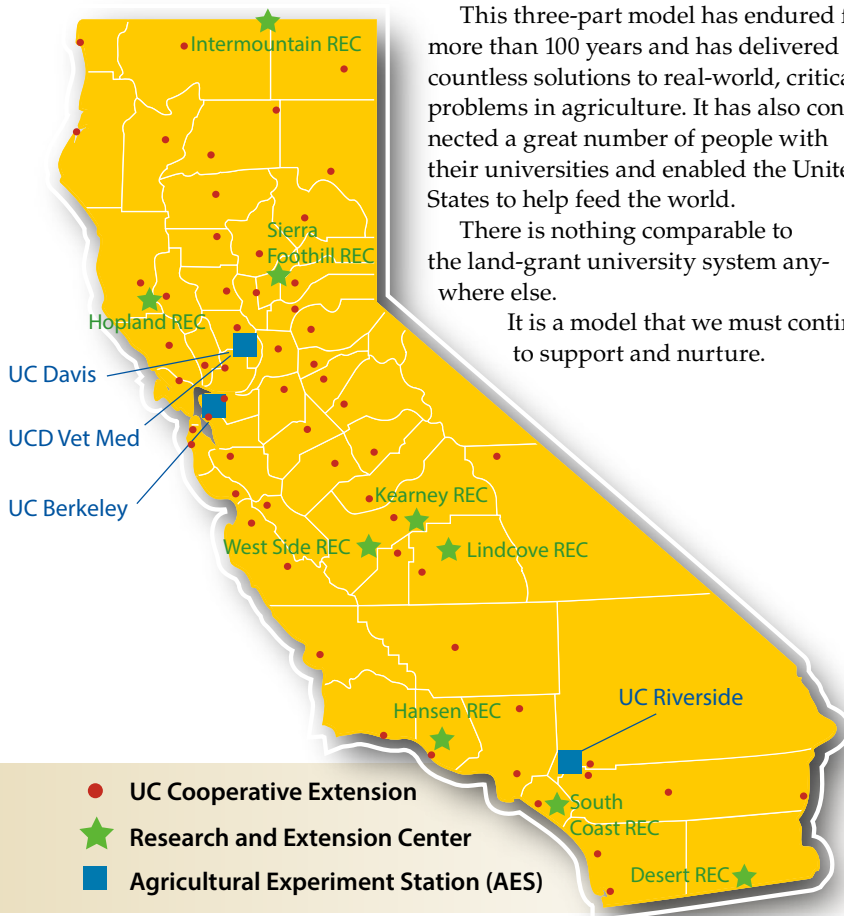 This three-part model has endured f
more than 100 years and has delivered
countless solutions to real-world, critica
problems in agriculture. It has also con-
nected a great number of people with
their universities and enabled the Unite
States to help feed the world.
There is nothing comparable to
the land-grant university system any-
where else.
It is a model that we must contin
to support and nurture.
Intermountain REC
Sierra
Foothill REC
Hopland REC
UC Davis
UCD Vet Med
UC Berkeley
Kearney REC
West Side REC
Lindcove REC
UC Riverside
Hansen REC
South
Coast REC
Desert REC
UC Cooperative Extension
Research and Extension Center
Agricultural Experiment Station (AES)